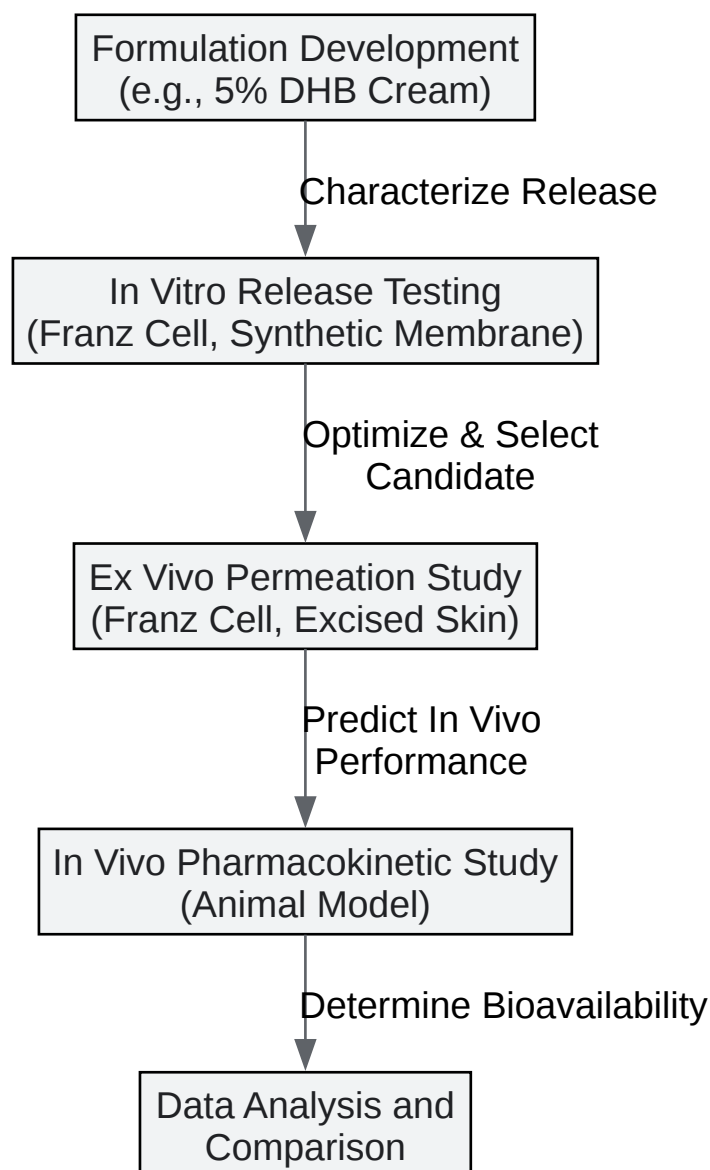 Formulation Development
(e.g., 5% DHB Cream)
Characterize Release
In Vitro Release Testing
(Franz Cell, Synthetic Membrane)
Optimize & Select
Candidate
Ex Vivo Permeation Study
(Franz Cell, Excised Skin)
Predict In Vivo
Performance
In Vivo Pharmacokinetic Study
(Animal Model)
Determine Bioavailability
Data Analysis and
Comparison